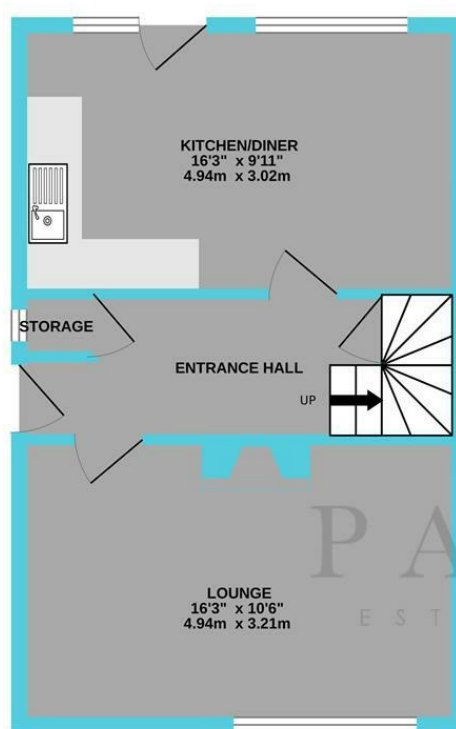 KITCHEN/DINER
16'3" x 9'11"
4.94m x 3.02m
STORAGE
ENTRANCE HALL
UP
LOUNGE
16'3" x 10'6"
4.94m x 3.21m
P A
E S T